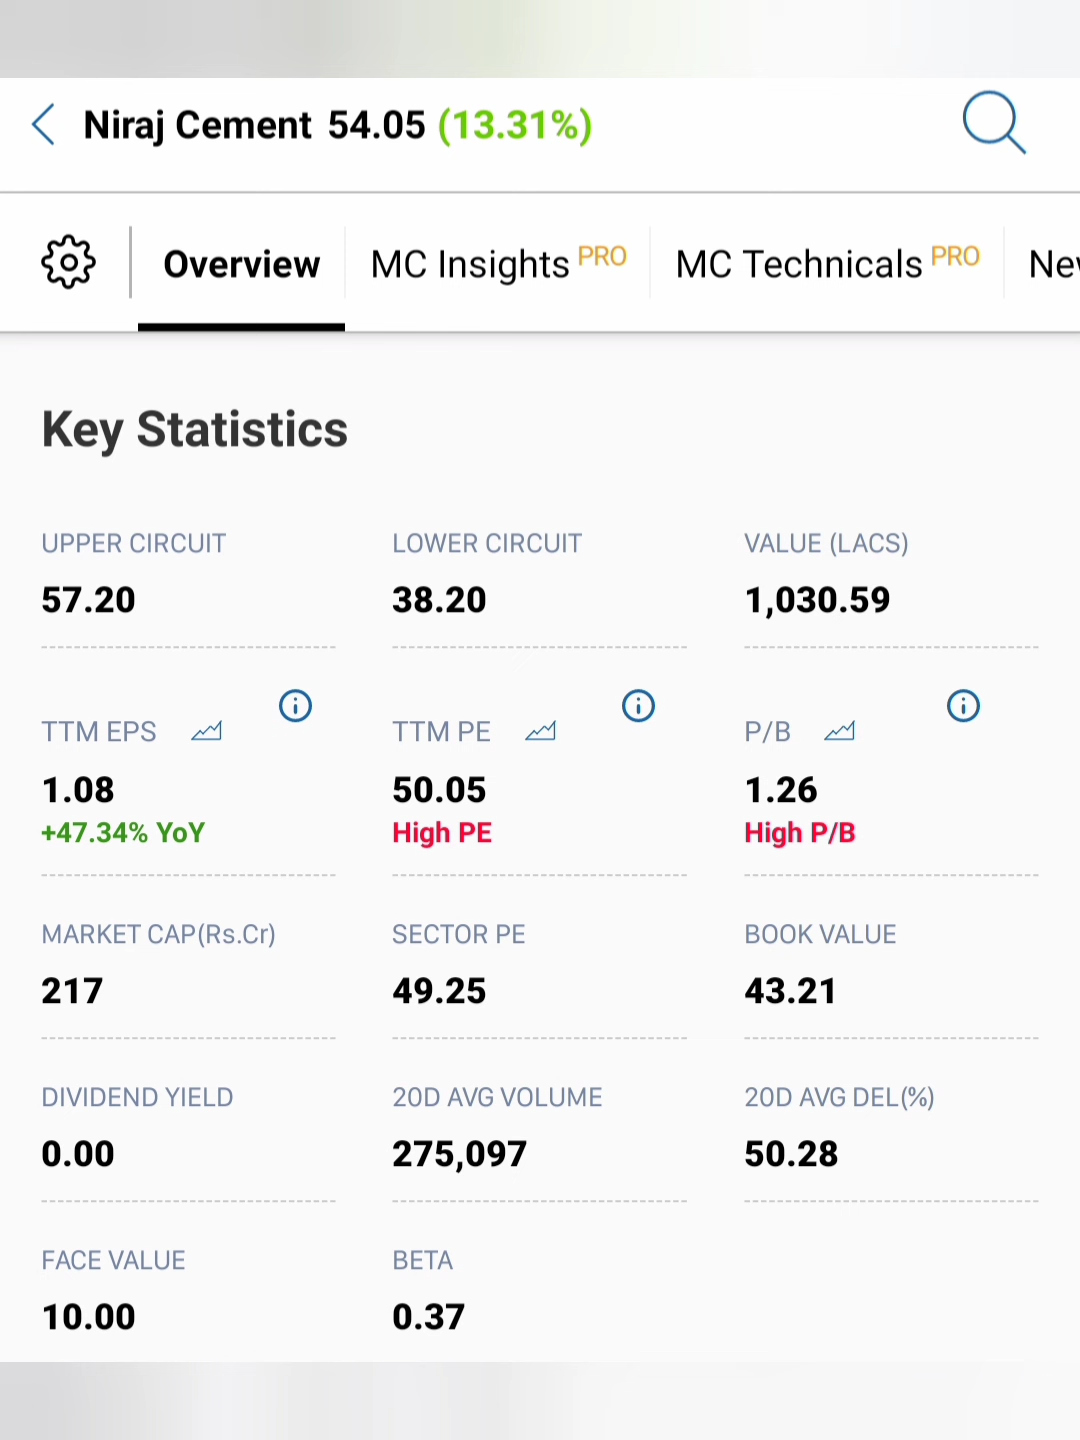 Niraj Cement 54.05 (13.31%)
Overview MC Insights PRO MC Technicals PRO
Key Statistics
UPPER CIRCUIT LOWER CIRCUIT VALUE (LACS)
57.20 38.20 1,030.59
TTM EPS TTM PE P/B
1.08 50.05 1.26
+47.34% YoY High PE High P/B
MARKET CAP(Rs.Cr) SECTOR PE BOOK VALUE
217 49.25 43.21
DIVIDEND YIELD 20D AVG VOLUME 20D AVG DEL(%)
0.00 275,097 50.28
FACE VALUE BETA
10.00 0.37